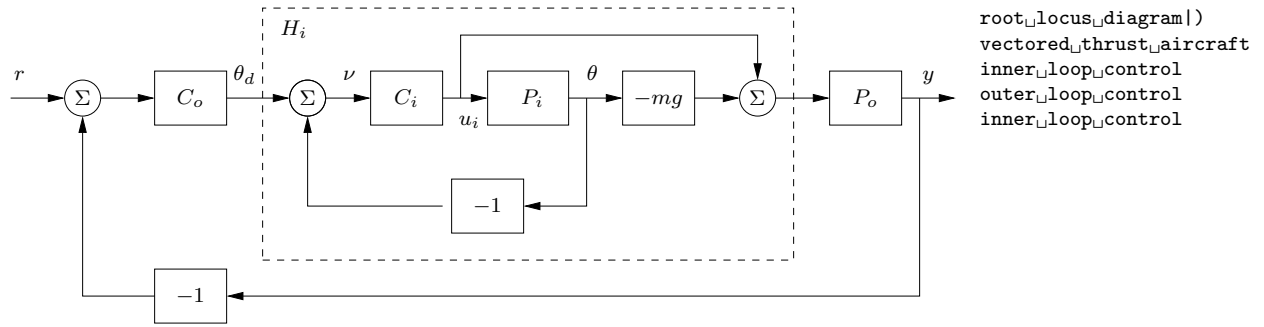 H_i
r
Σ
C_o
θ_d
Σ
ν
C_i
u_i
P_i
θ
−mg
Σ
P_o
y
−1
−1
root␣locus␣diagram|)
vectored␣thrust␣aircraft
inner␣loop␣control
outer␣loop␣control
inner␣loop␣control